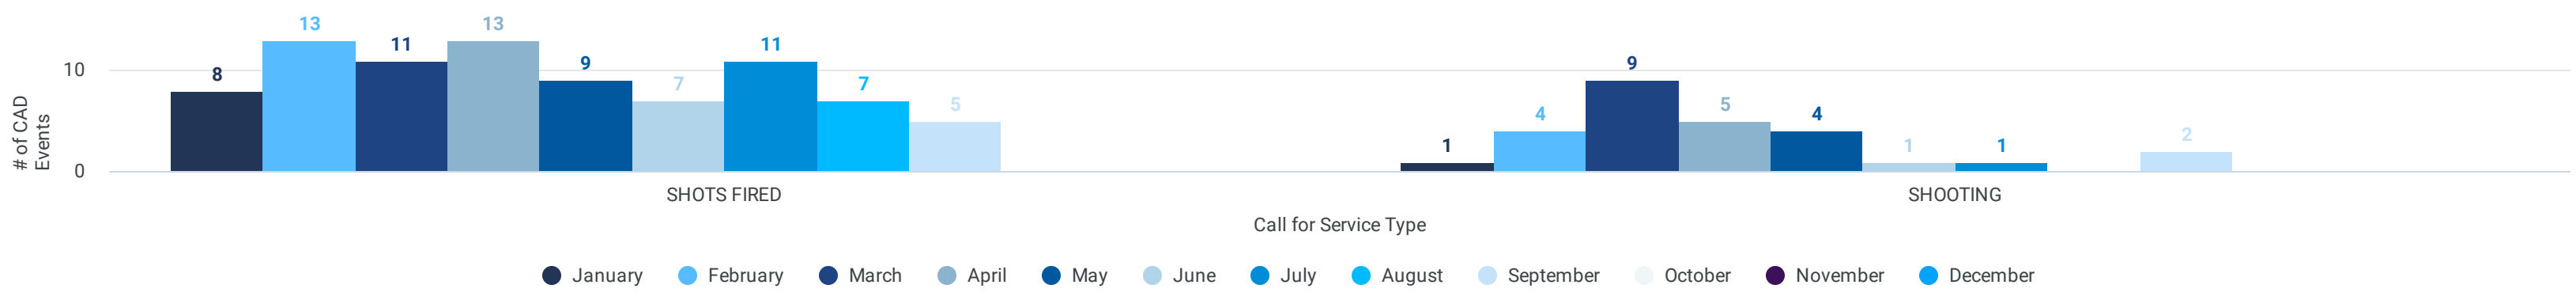 13 13
11 11
8 9 9
10 7 7
5 4 5 4
1 1 1 2
0
# of CAD
Events
SHOTS FIRED SHOOTING
Call for Service Type
January February March April May June July August September October November December